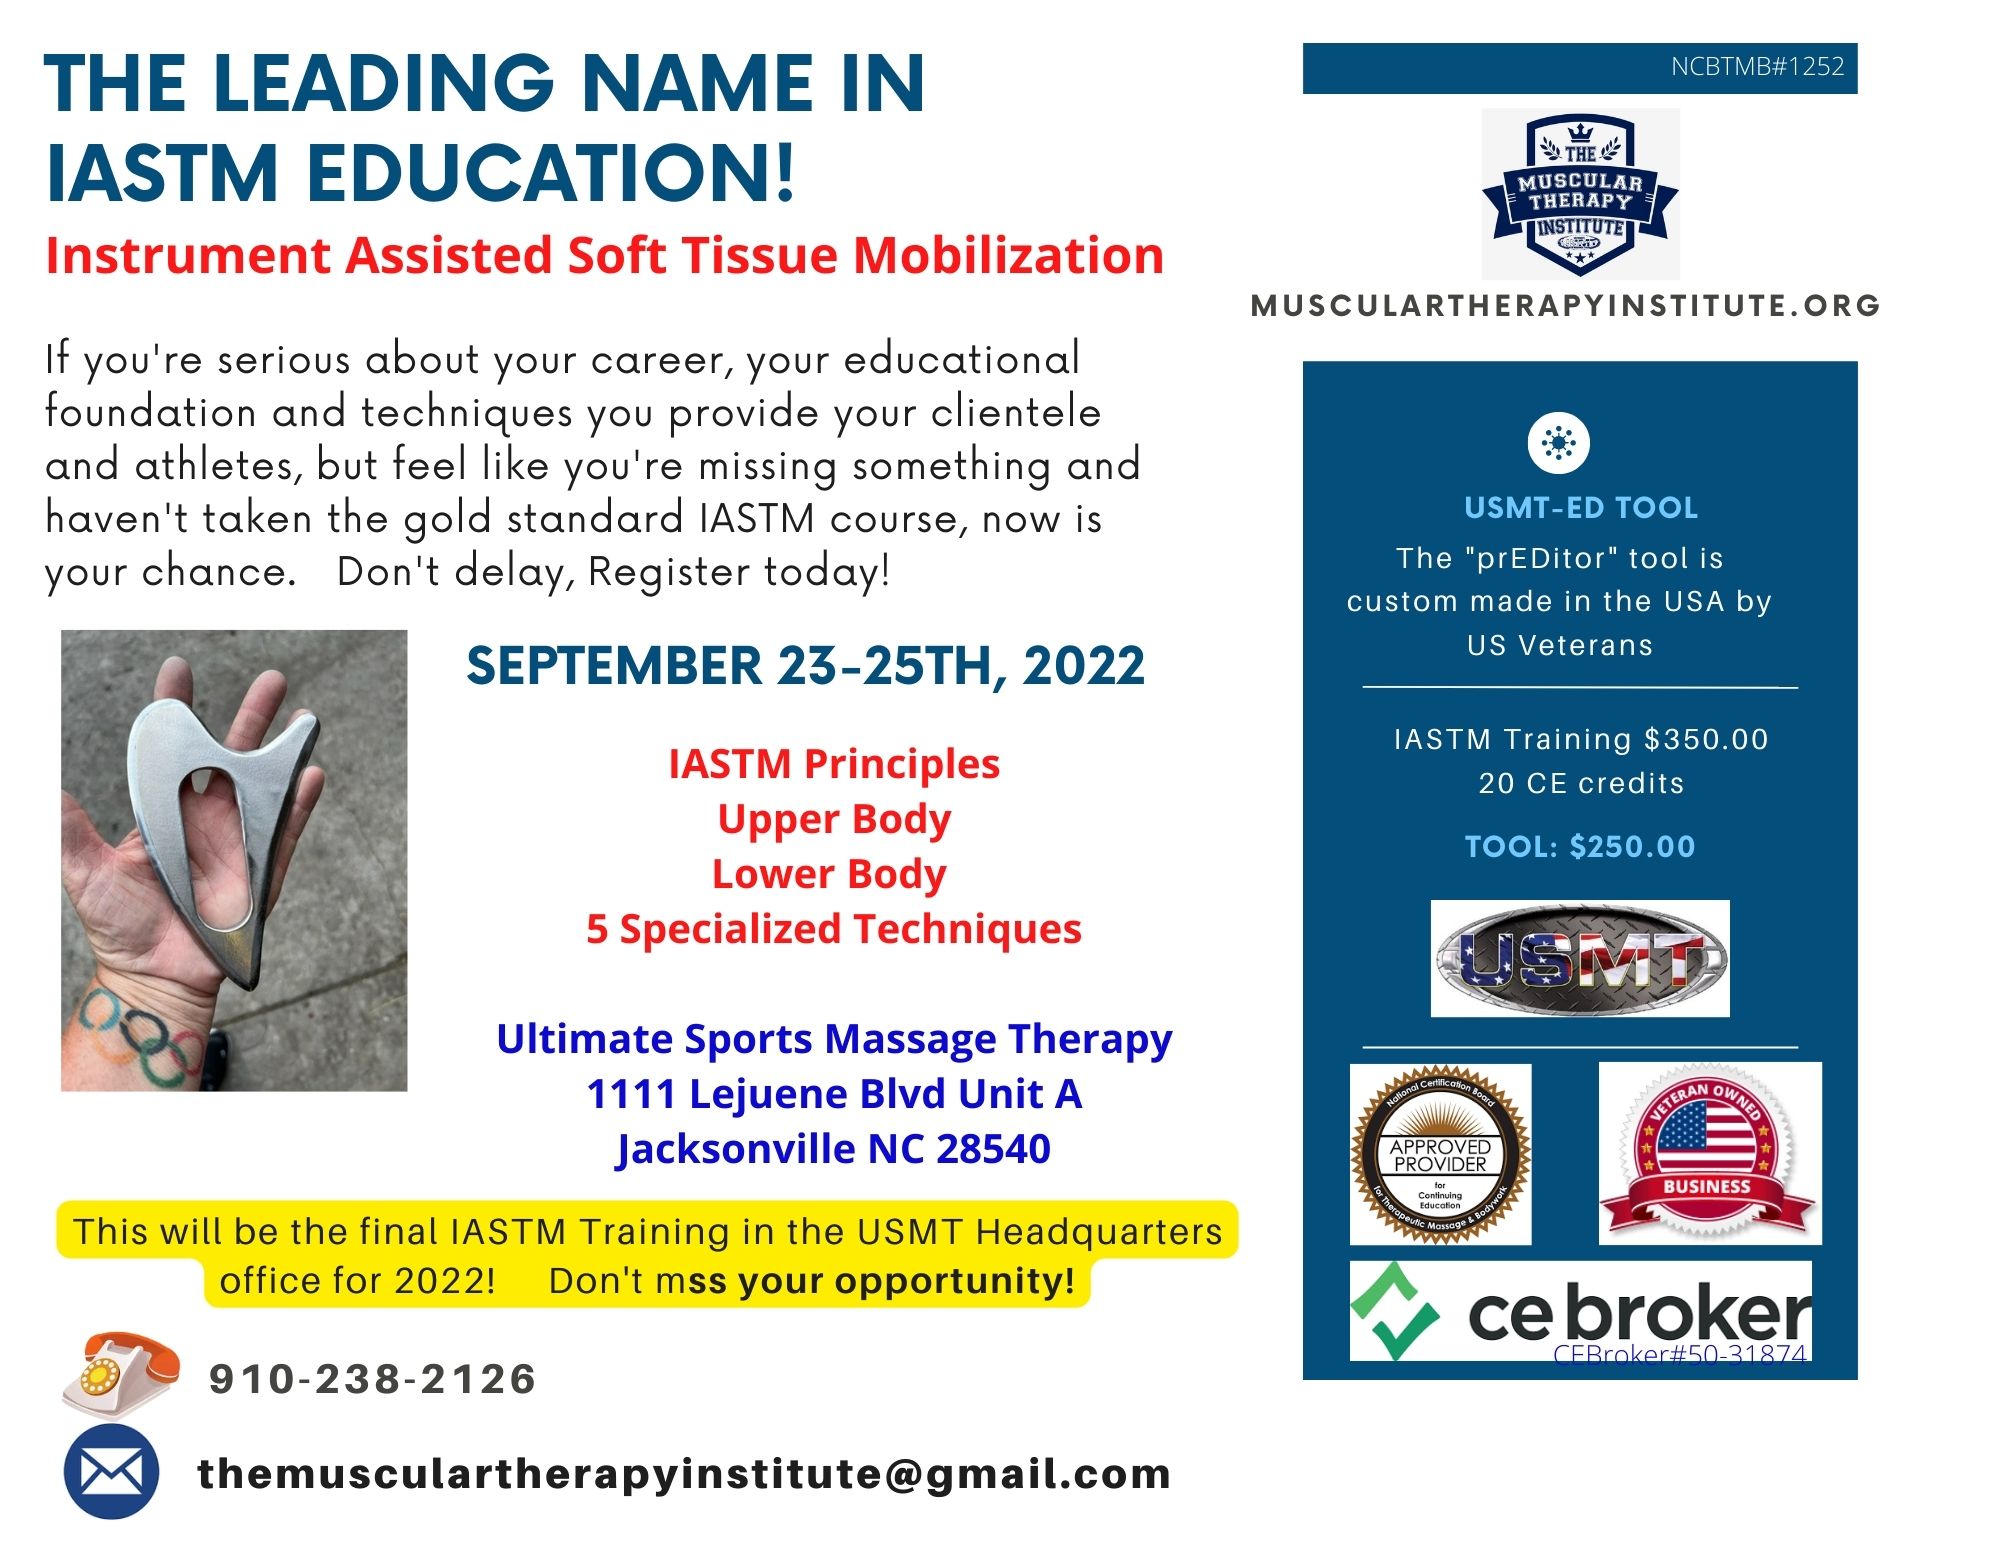 THE LEADING NAME IN
IASTM EDUCATION!
Instrument Assisted Soft Tissue Mobilization
If you're serious about your career, your educational
foundation and techniques you provide your clientele
and athletes, but feel like you're missing something and
haven't taken the gold standard IASTM course, now is
your chance. Don't delay, Register today!
SEPTEMBER 23-25TH, 2022
IASTM Principles
Upper Body
Lower Body
5 Specialized Techniques
Ultimate Sports Massage Therapy
1111 Lejuene Blvd Unit A
Jacksonville NC 28540
This will be the final IASTM Training in the USMT Headquarters
office for 2022! Don't mss your opportunity!
910-238-2126
themusculartherapyinstitute@gmail.com
NCBTMB#1252
THE
MUSCULAR
THERAPY
INSTITUTE
MUSCULARTHERAPYINSTITUTE.ORG
USMT-ED TOOL
The "prEDitor" tool is
custom made in the USA by
US Veterans
IASTM Training $350.00
20 CE credits
TOOL: $250.00
USMT
National Certification Board
APPROVED
PROVIDER
for
Continuing
Education
for Therapeutic Massage & Bodywork
VETERAN OWNED
BUSINESS
ce broker
CEBroker#50-31874